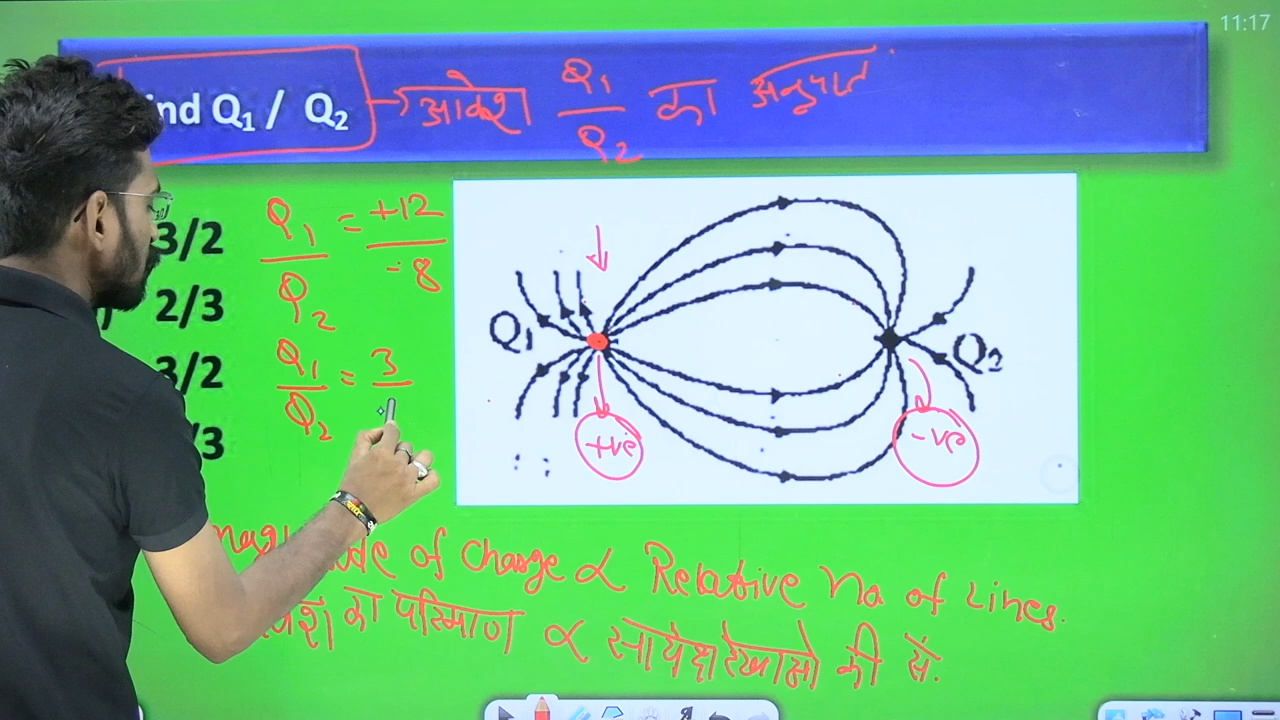 11:17
nd Q₁ / Q₂ → आवेश Q₁/Q₂ का अनुपात
3/2
2/3
3/2
/3
Q₁/Q₂ = +12/-8
Q₁/Q₂ = 3/
Q₁
Q₂
+ve
-ve
of Charge ∝ Relative No of Lines.
का परिमाण ∝ सापेक्ष रेखाओ की सं.